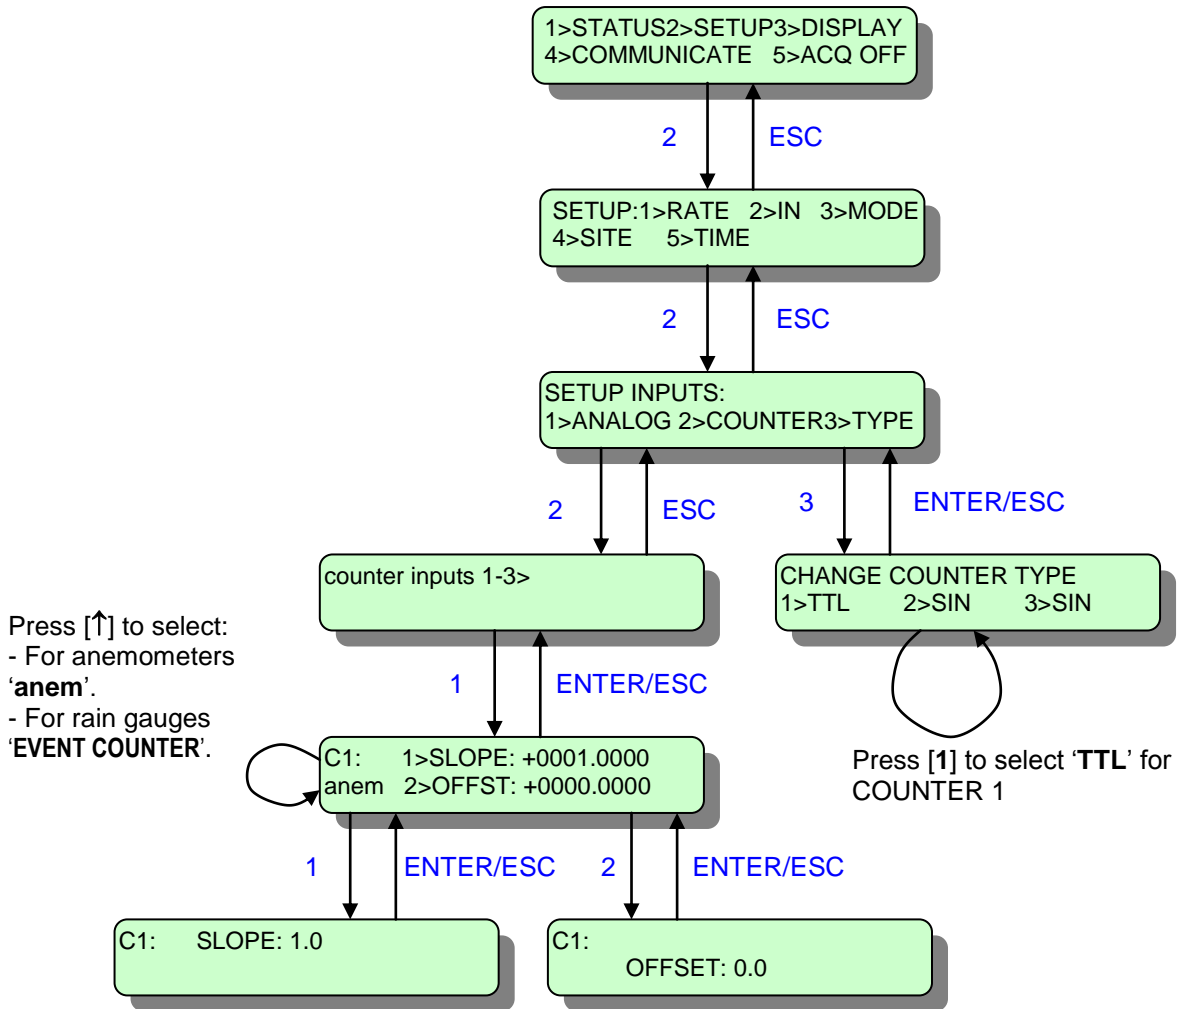 1>STATUS2>SETUP3>DISPLAY
4>COMMUNICATE 5>ACQ OFF
2
ESC
SETUP:1>RATE 2>IN 3>MODE
4>SITE 5>TIME
2
ESC
SETUP INPUTS:
1>ANALOG 2>COUNTER3>TYPE
2
ESC
3
ENTER/ESC
counter inputs 1-3>
CHANGE COUNTER TYPE
1>TTL 2>SIN 3>SIN
Press [↑] to select:
- For anemometers
‘anem’.
- For rain gauges
‘EVENT COUNTER’.
1
ENTER/ESC
Press [1] to select ‘TTL’ for
COUNTER 1
C1: 1>SLOPE: +0001.0000
anem 2>OFFST: +0000.0000
1
ENTER/ESC
2
ENTER/ESC
C1: SLOPE: 1.0
C1:
OFFSET: 0.0